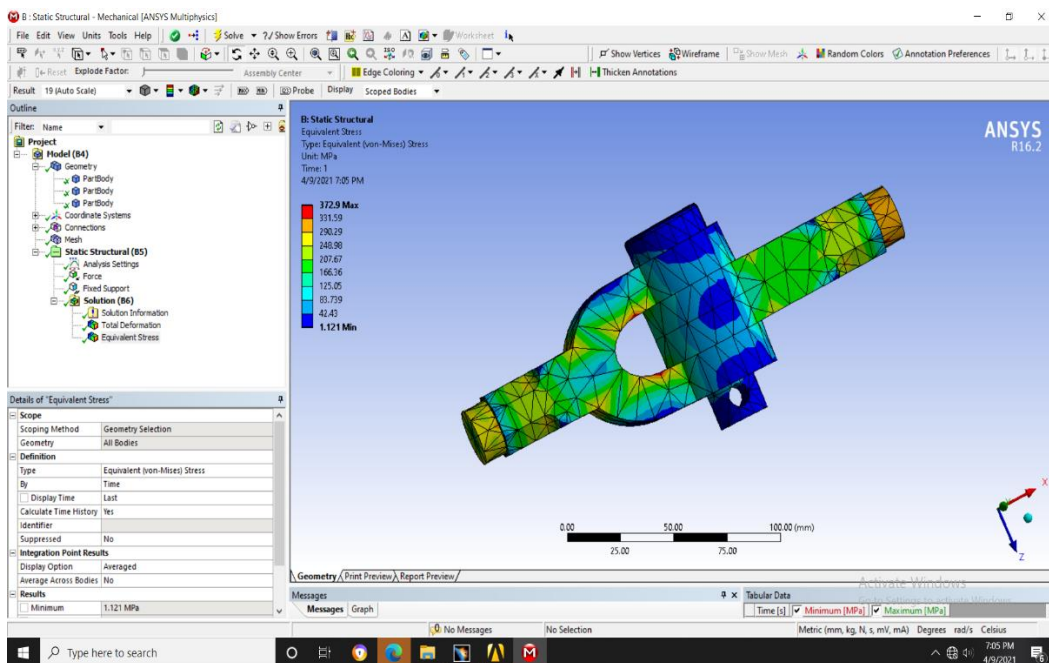 B : Static Structural - Mechanical [ANSYS Multiphysics]
File Edit View Units Tools Help Solve ?/ Show Errors Worksheet
Show Vertices Wireframe Show Mesh Random Colors Annotation Preferences
Reset Explode Factor: Assembly Center Edge Coloring Thicken Annotations
Result 19 (Auto Scale) Probe Display Scoped Bodies
Outline
Filter: Name
Project
Model (B4)
Geometry
PartBody
PartBody
PartBody
Coordinate Systems
Connections
Mesh
Static Structural (B5)
Analysis Settings
Force
Fixed Support
Solution (B6)
Solution Information
Total Deformation
Equivalent Stress
Details of "Equivalent Stress"
Scope
Scoping Method Geometry Selection
Geometry All Bodies
Definition
Type Equivalent (von-Mises) Stress
By Time
Display Time Last
Calculate Time History Yes
Identifier
Suppressed No
Integration Point Results
Display Option Averaged
Average Across Bodies No
Results
Minimum 1.121 MPa
B: Static Structural
Equivalent Stress
Type: Equivalent (von-Mises) Stress
Unit: MPa
Time: 1
4/9/2021 7:05 PM
372.9 Max
331.59
290.29
248.98
207.67
166.36
125.05
83.739
42.43
1.121 Min
ANSYS
R16.2
0.00 50.00 100.00 (mm)
25.00 75.00
X
Z
Geometry Print Preview Report Preview
Activate Windows
Go to Settings to activate Windows.
Messages
Messages Graph
Tabular Data
Time [s] Minimum [MPa] Maximum [MPa]
No Messages No Selection Metric (mm, kg, N, s, mV, mA) Degrees rad/s Celsius
Type here to search
7:05 PM
4/9/2021